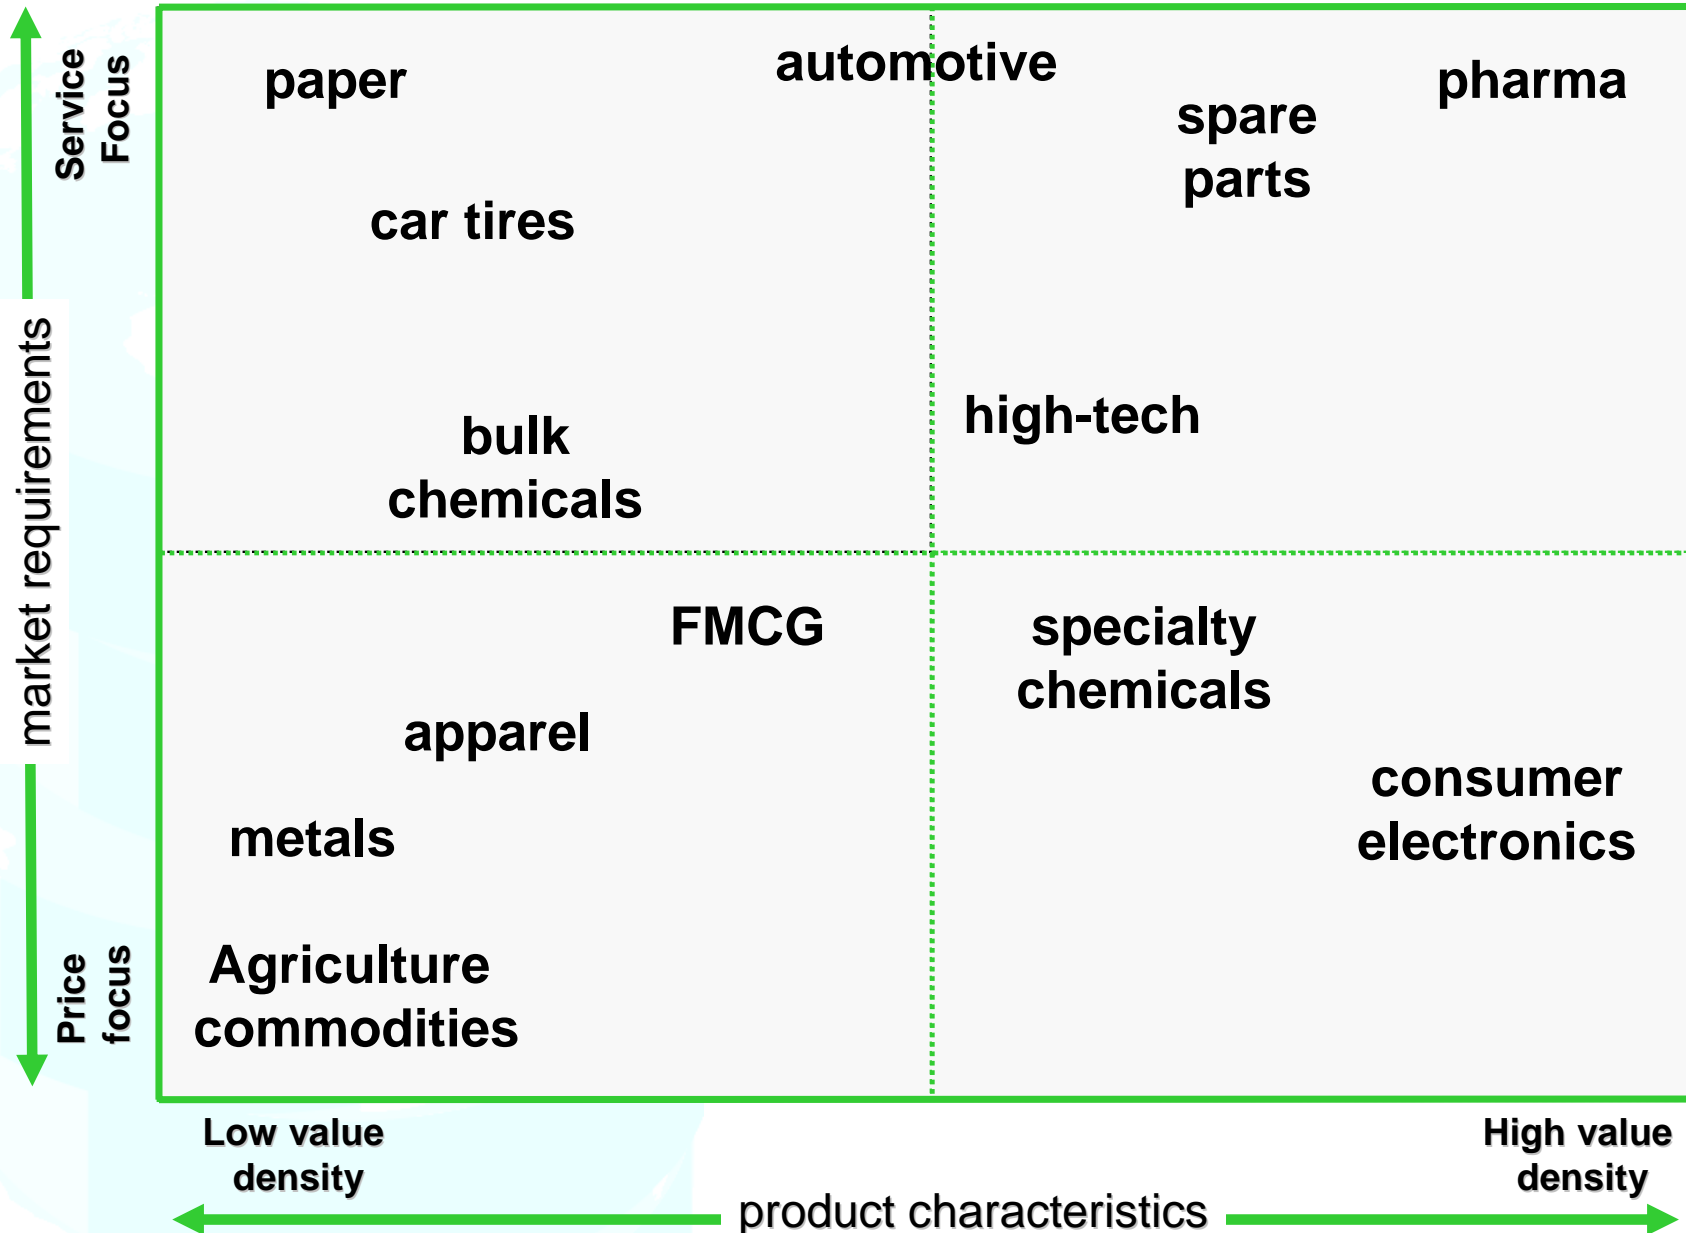 Service
Focus
market requirements
Price
focus
paper
automotive
pharma
spare
parts
car tires
high-tech
bulk
chemicals
FMCG
specialty
chemicals
apparel
consumer
electronics
metals
Agriculture
commodities
Low value
density
High value
density
product characteristics